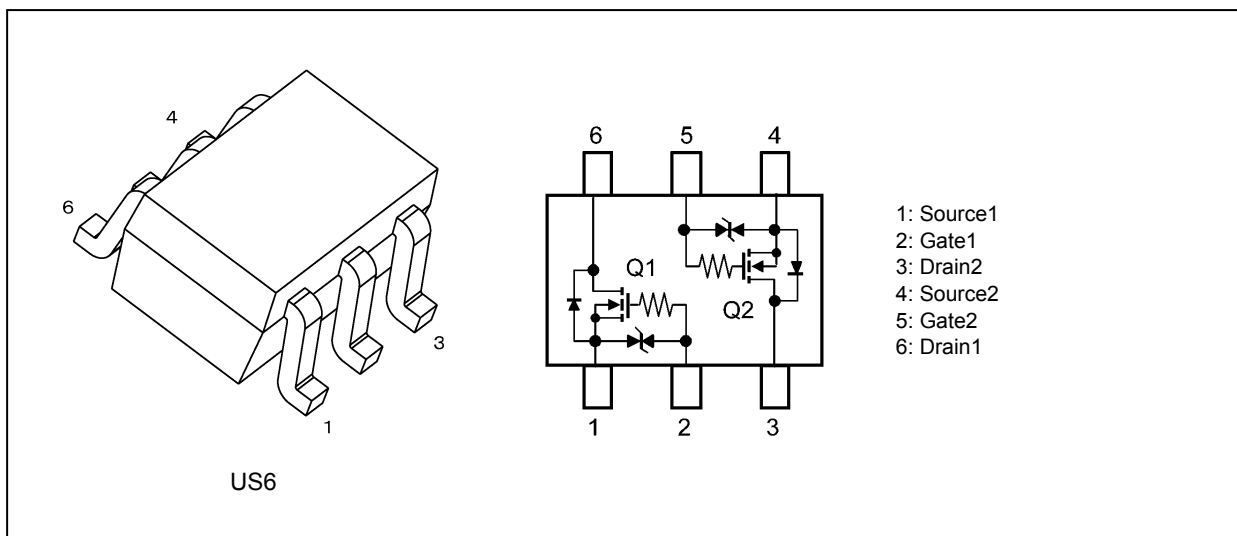 4
6
3
1
US6
6 5 4
Q1
Q2
1 2 3
1: Source1
2: Gate1
3: Drain2
4: Source2
5: Gate2
6: Drain1